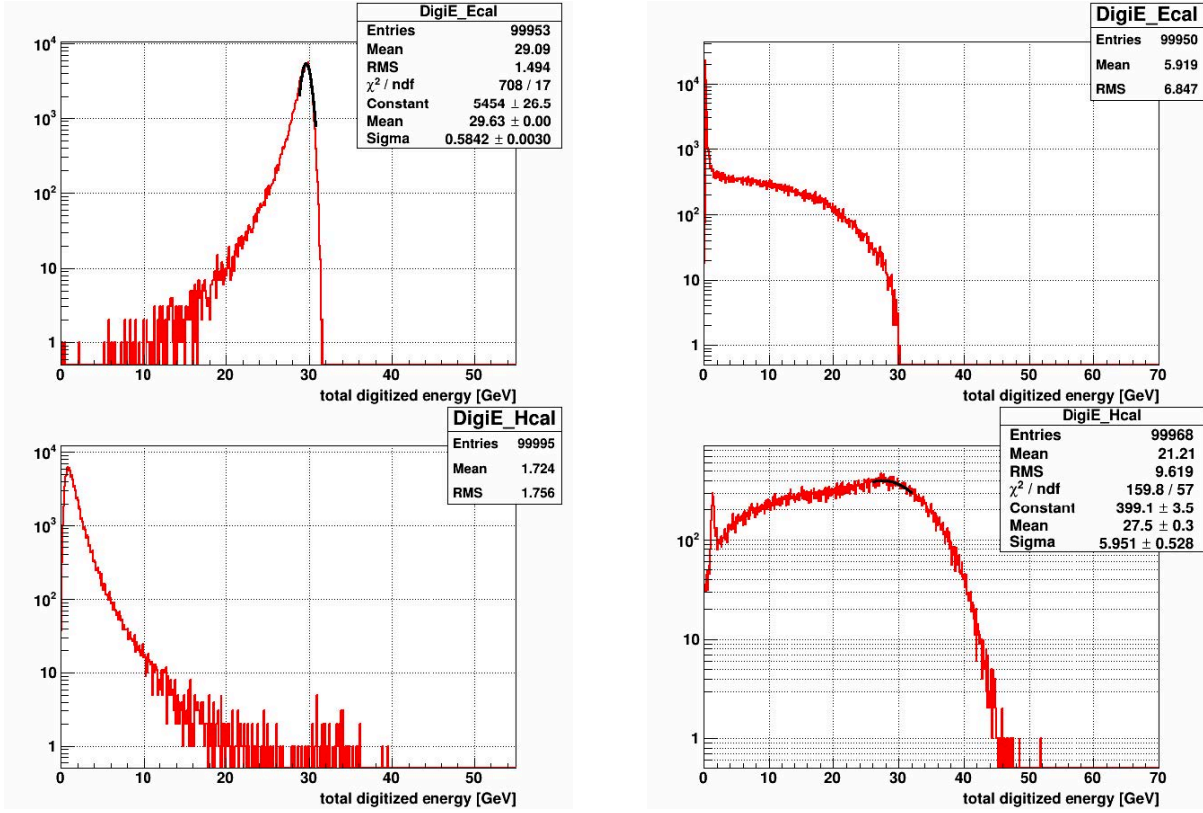 DigiE_Ecal
Entries 99953
Mean 29.09
RMS 1.494
χ² / ndf 708 / 17
Constant 5454 ± 26.5
Mean 29.63 ± 0.00
Sigma 0.5842 ± 0.0030
10⁴
10³
10²
10
1
0 10 20 30 40 50
total digitized energy [GeV]
DigiE_Ecal
Entries 99950
Mean 5.919
RMS 6.847
10⁴
10³
10²
10
1
0 10 20 30 40 50 60 70
total digitized energy [GeV]
DigiE_Hcal
Entries 99995
Mean 1.724
RMS 1.756
10⁴
10³
10²
10
1
0 10 20 30 40 50
total digitized energy [GeV]
DigiE_Hcal
Entries 99968
Mean 21.21
RMS 9.619
χ² / ndf 159.8 / 57
Constant 399.1 ± 3.5
Mean 27.5 ± 0.3
Sigma 5.951 ± 0.528
10²
10
1
0 10 20 30 40 50 60 70
total digitized energy [GeV]